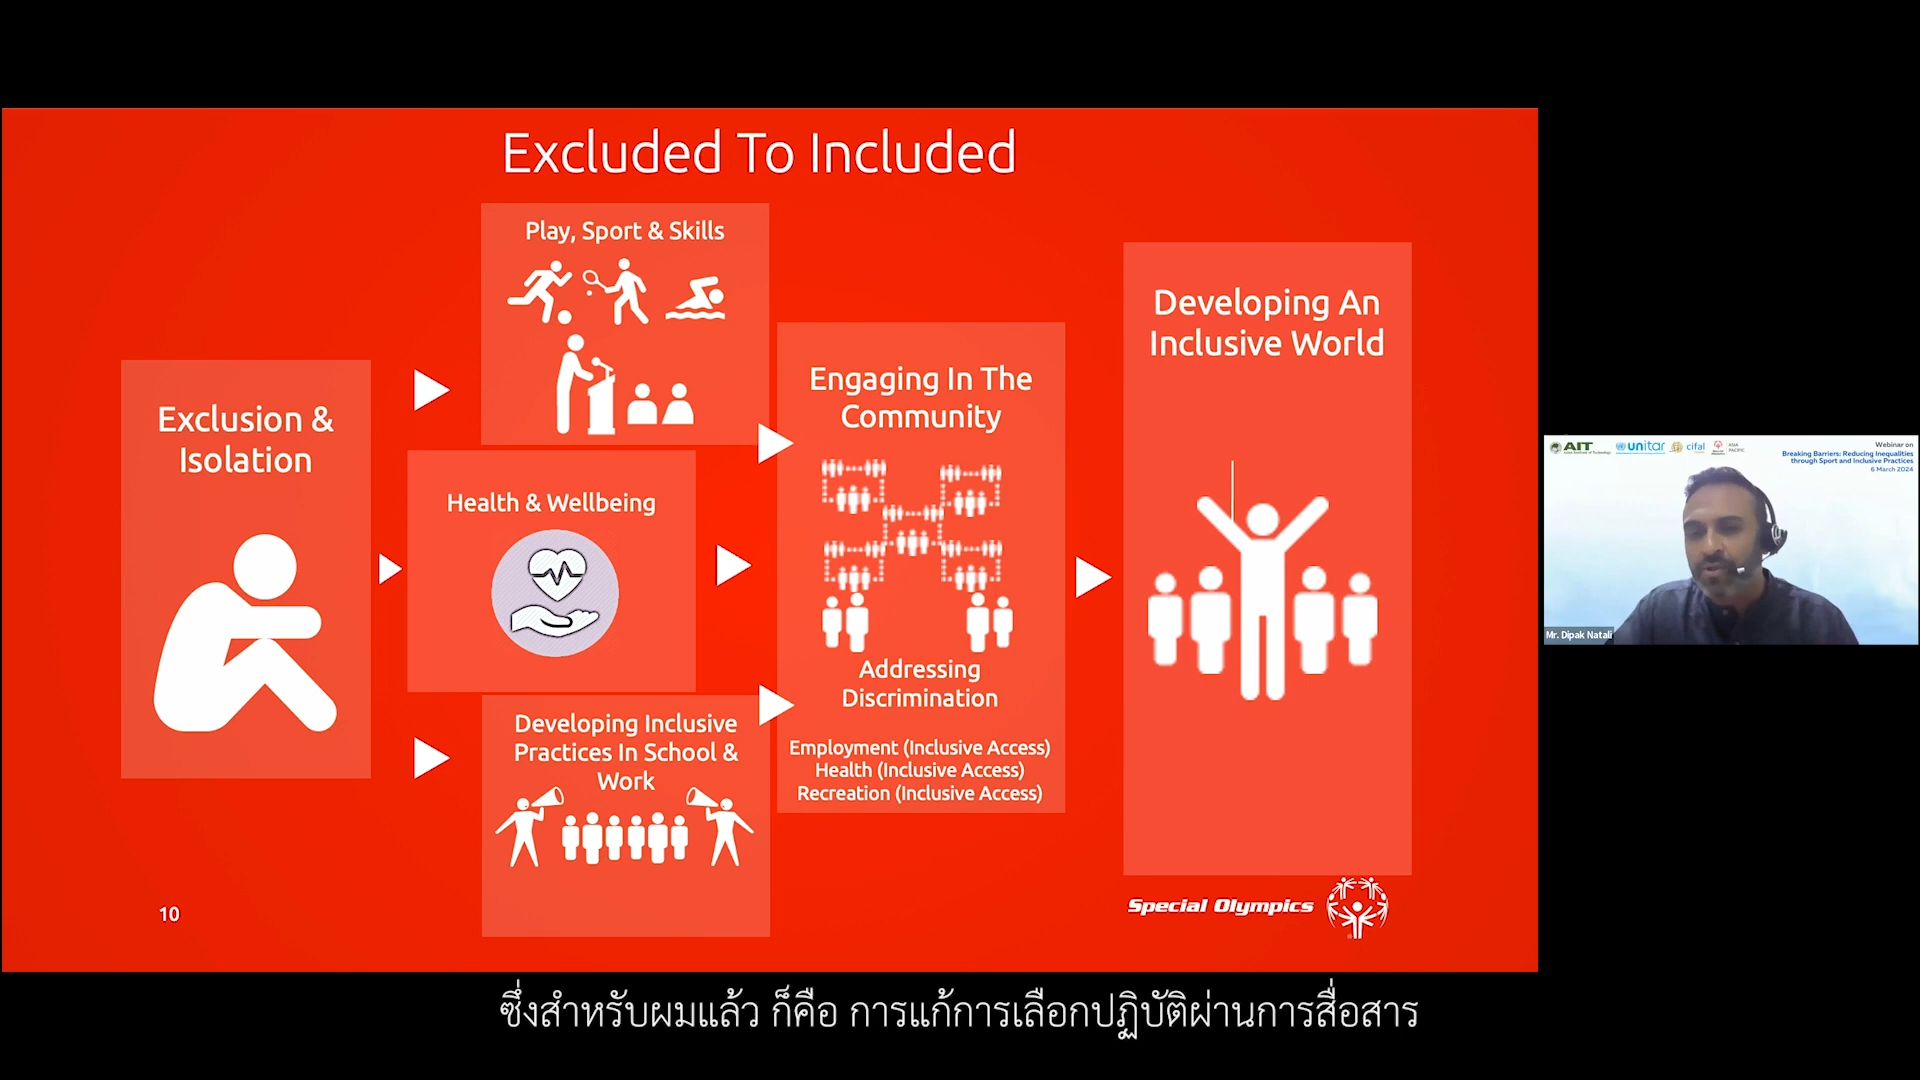 Excluded To Included
Exclusion &
Isolation
Play, Sport & Skills
Health & Wellbeing
Developing Inclusive
Practices In School &
Work
Engaging In The
Community
Addressing
Discrimination
Employment (Inclusive Access)
Health (Inclusive Access)
Recreation (Inclusive Access)
Developing An
Inclusive World
10
Special Olympics
AIT
Asian Institute of Technology
unitar
cifal
ASIA
PACIFIC
Webinar on
Breaking Barriers: Reducing Inequalities
through Sport and Inclusive Practices
6 March 2024
Mr. Dipak Natali
ซึ่งสำหรับผมแล้ว ก็คือ การแก้การเลือกปฏิบัติผ่านการสื่อสาร